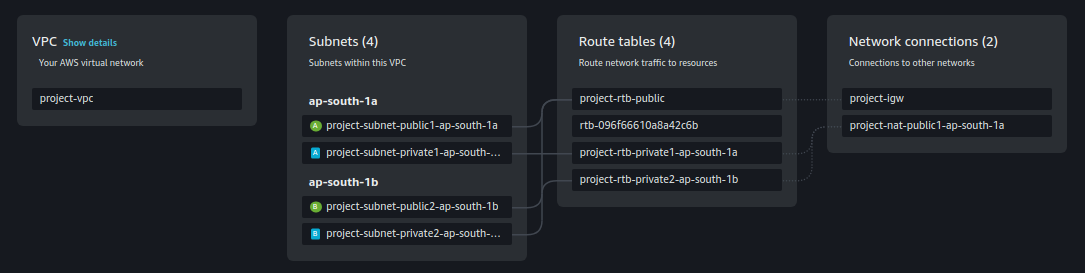 VPC Show details
Your AWS virtual network
project-vpc
Subnets (4)
Subnets within this VPC
ap-south-1a
A project-subnet-public1-ap-south-1a
A project-subnet-private1-ap-south-...
ap-south-1b
B project-subnet-public2-ap-south-1b
B project-subnet-private2-ap-south-...
Route tables (4)
Route network traffic to resources
project-rtb-public
rtb-096f66610a8a42c6b
project-rtb-private1-ap-south-1a
project-rtb-private2-ap-south-1b
Network connections (2)
Connections to other networks
project-igw
project-nat-public1-ap-south-1a